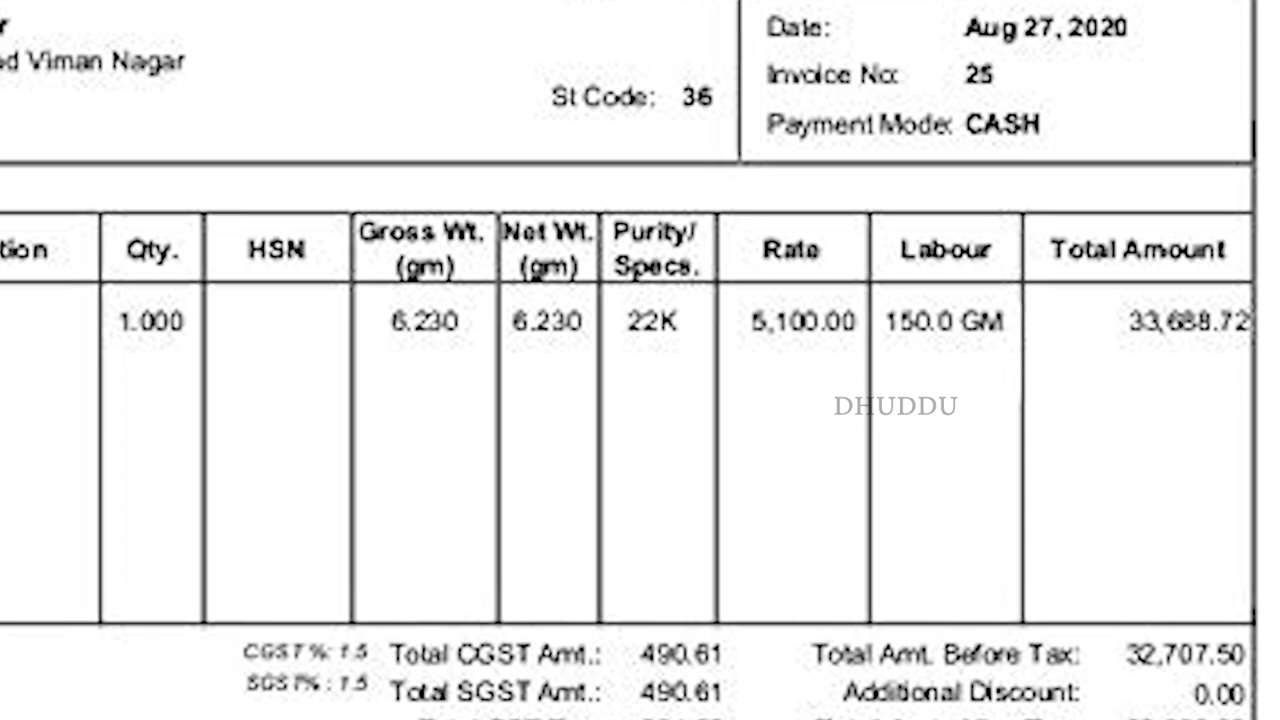 r
ad Viman Nagar
St Code: 36
Date: Aug 27, 2020
Invoice No: 25
Payment Mode: CASH
tion Qty. HSN Gross Wt. (gm) Net Wt. (gm) Purity/ Specs. Rate Labour Total Amount
1.000 6.230 6.230 22K 5,100.00 150.0 GM 33,688.72
DHUDDU
CGST %: 1.5 Total CGST Amt.: 490.61 Total Amt. Before Tax: 32,707.50
SGST% : 1.5 Total SGST Amt.: 490.61 Additional Discount: 0.00